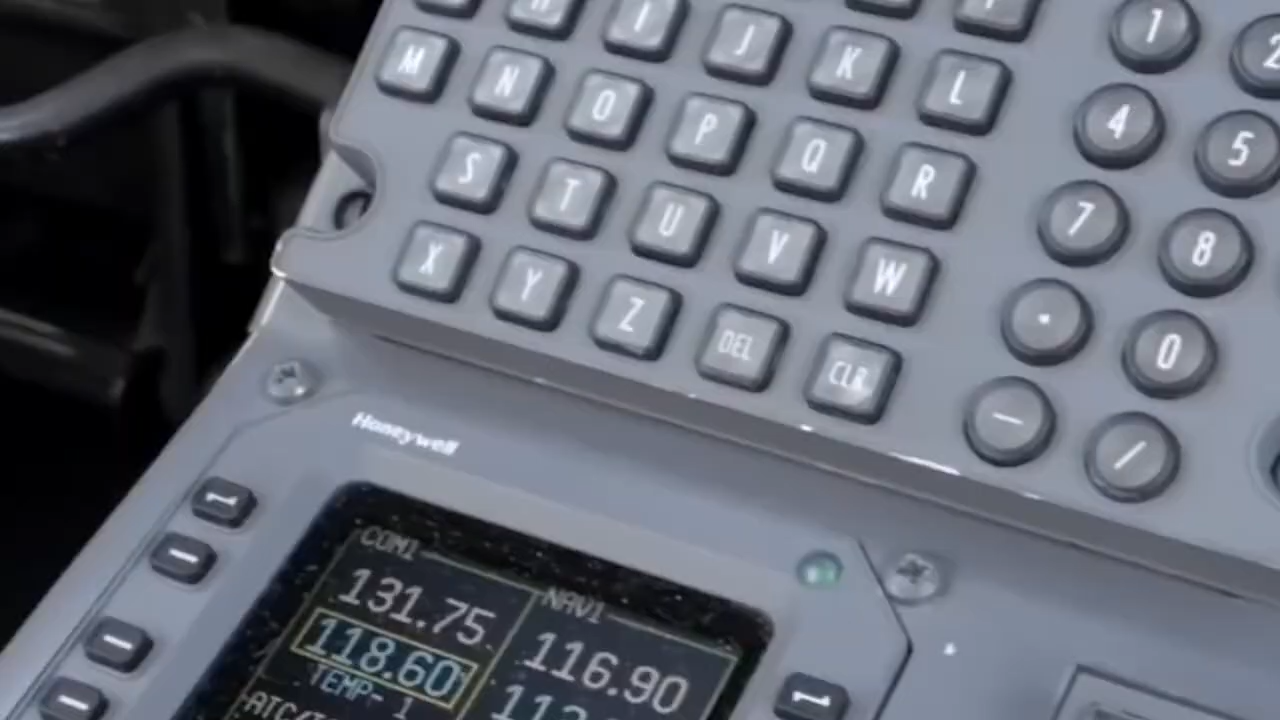 H I J
M N O P K L
S T U Q R
X Y Z V W
DEL CLR
1 2
4 5
7 8
. 0
- /
Honeywell
COM1 NAV1
131.75 116.90
118.60
TEMP-1